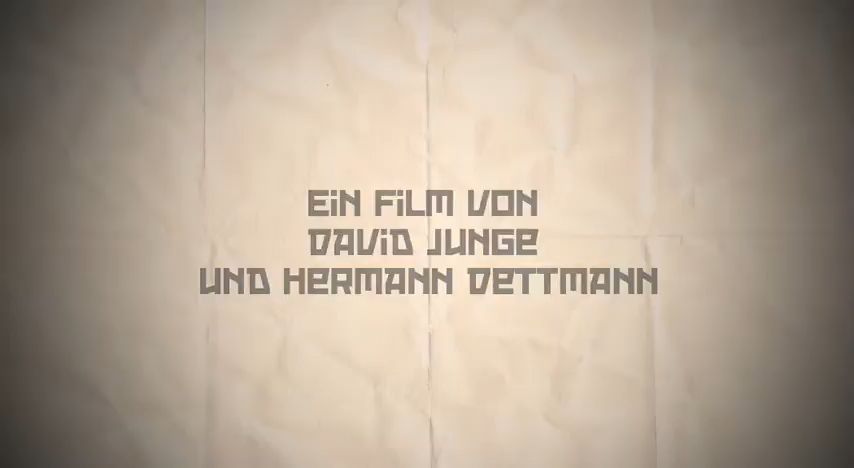 EiN FiLM VON
DAViD JUNGE
UND HERMANN DETTMANN